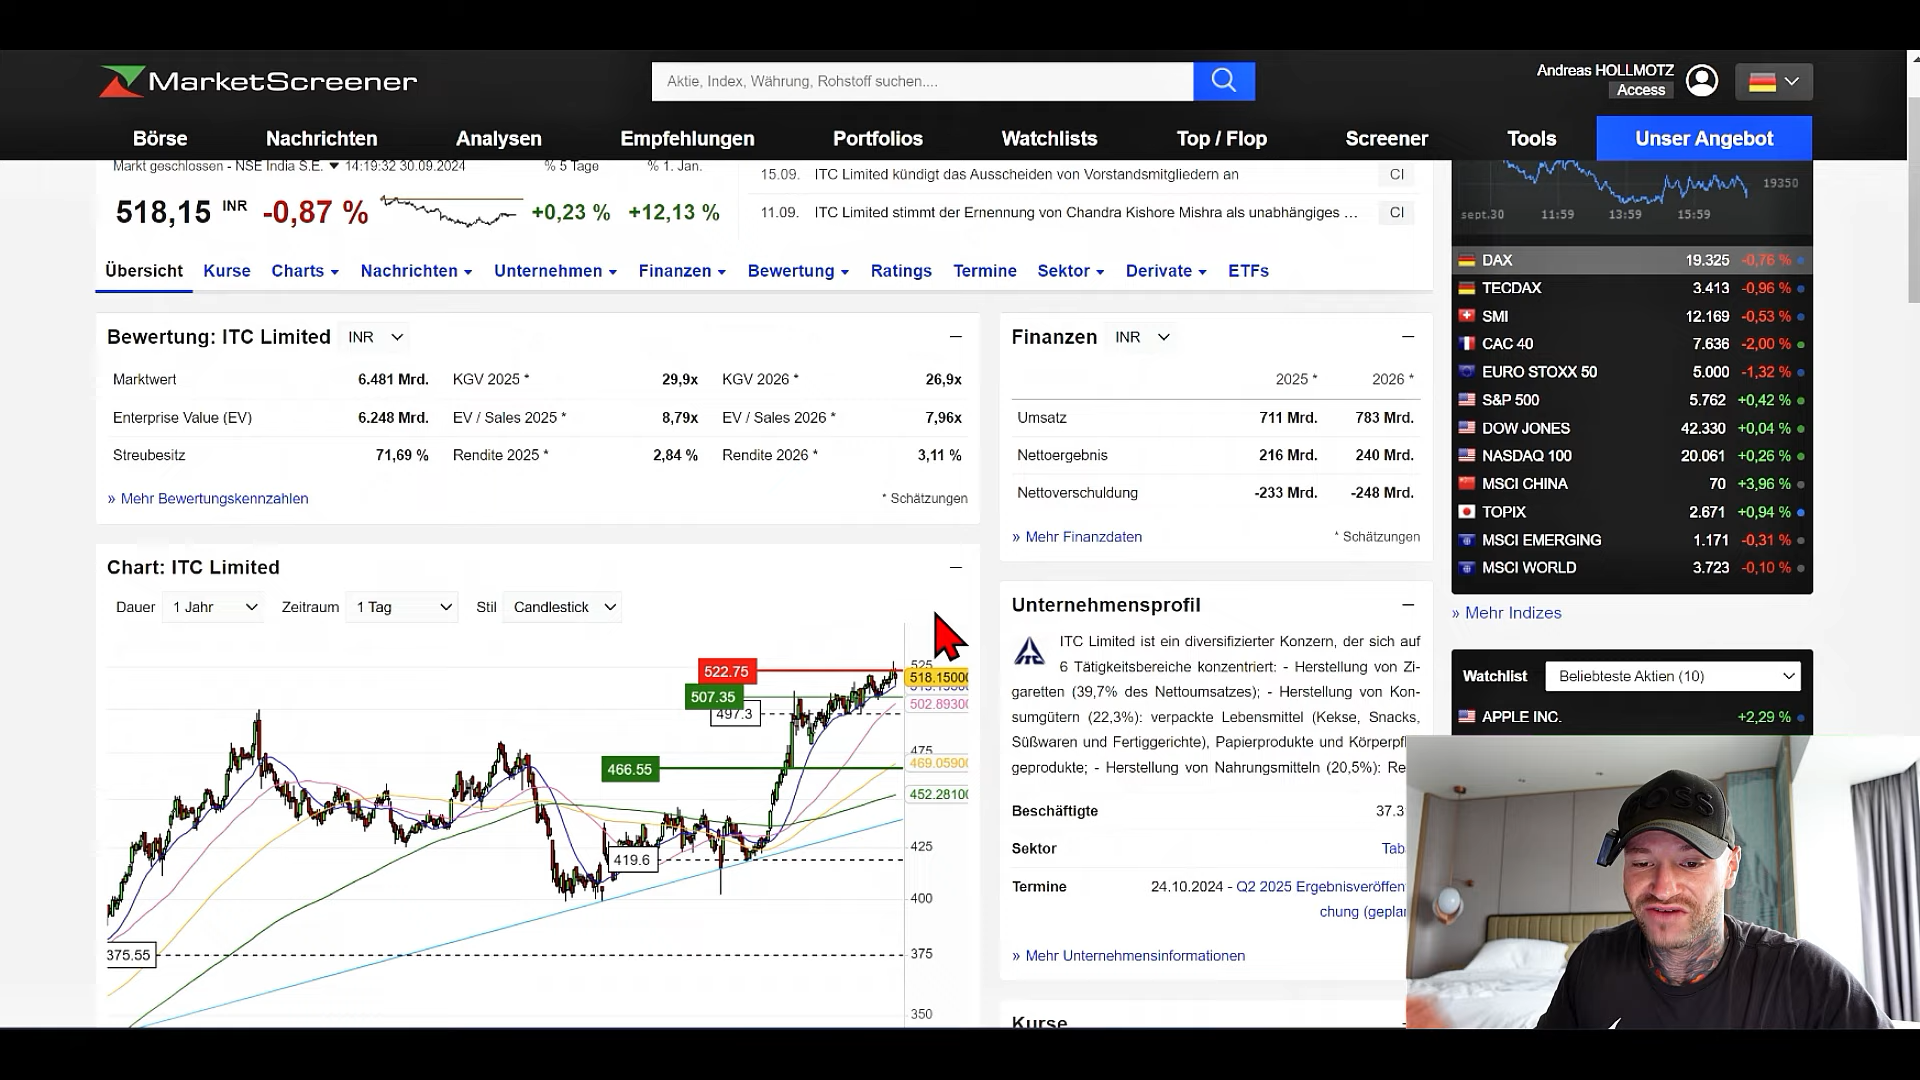 MarketScreener
Aktie, Index, Währung, Rohstoff suchen....
Andreas HOLLMOTZ
Access
Börse Nachrichten Analysen Empfehlungen Portfolios Watchlists Top / Flop Screener Tools Unser Angebot
Markt geschlossen - NSE India S.E. 14:19:32 30.09.2024 % 5 Tage % 1. Jan.
518,15 INR -0,87 % +0,23 % +12,13 %
15.09. ITC Limited kündigt das Ausscheiden von Vorstandsmitgliedern an CI
11.09. ITC Limited stimmt der Ernennung von Chandra Kishore Mishra als unabhängiges ... CI
Übersicht Kurse Charts Nachrichten Unternehmen Finanzen Bewertung Ratings Termine Sektor Derivate ETFs
Bewertung: ITC Limited INR
Marktwert 6.481 Mrd. KGV 2025 * 29,9x KGV 2026 * 26,9x
Enterprise Value (EV) 6.248 Mrd. EV / Sales 2025 * 8,79x EV / Sales 2026 * 7,96x
Streubesitz 71,69 % Rendite 2025 * 2,84 % Rendite 2026 * 3,11 %
» Mehr Bewertungskennzahlen * Schätzungen
Chart: ITC Limited
Dauer 1 Jahr Zeitraum 1 Tag Stil Candlestick
522.75
507.35
497.3
466.55
419.6
375.55
525
518.15000
502.89300
475
469.05900
452.28100
425
400
375
350
Finanzen INR
2025 * 2026 *
Umsatz 711 Mrd. 783 Mrd.
Nettoergebnis 216 Mrd. 240 Mrd.
Nettoverschuldung -233 Mrd. -248 Mrd.
» Mehr Finanzdaten * Schätzungen
Unternehmensprofil
ITC
ITC Limited ist ein diversifizierter Konzern, der sich auf
6 Tätigkeitsbereiche konzentriert: - Herstellung von Zi-
garetten (39,7% des Nettoumsatzes); - Herstellung von Kon-
sumgütern (22,3%): verpackte Lebensmittel (Kekse, Snacks,
Süßwaren und Fertiggerichte), Papierprodukte und Körperpfl
geprodukte; - Herstellung von Nahrungsmitteln (20,5%): Re
Beschäftigte 37.3
Sektor Tab
Termine 24.10.2024 - Q2 2025 Ergebnisveröffen
chung (gepla
» Mehr Unternehmensinformationen
Kurse
19350
sept.30 11:59 13:59 15:59
DAX 19.325 -0,76 %
TECDAX 3.413 -0,96 %
SMI 12.169 -0,53 %
CAC 40 7.636 -2,00 %
EURO STOXX 50 5.000 -1,32 %
S&P 500 5.762 +0,42 %
DOW JONES 42.330 +0,04 %
NASDAQ 100 20.061 +0,26 %
MSCI CHINA 70 +3,96 %
TOPIX 2.671 +0,94 %
MSCI EMERGING 1.171 -0,31 %
MSCI WORLD 3.723 -0,10 %
» Mehr Indizes
Watchlist Beliebteste Aktien (10)
APPLE INC. +2,29 %
BOSS